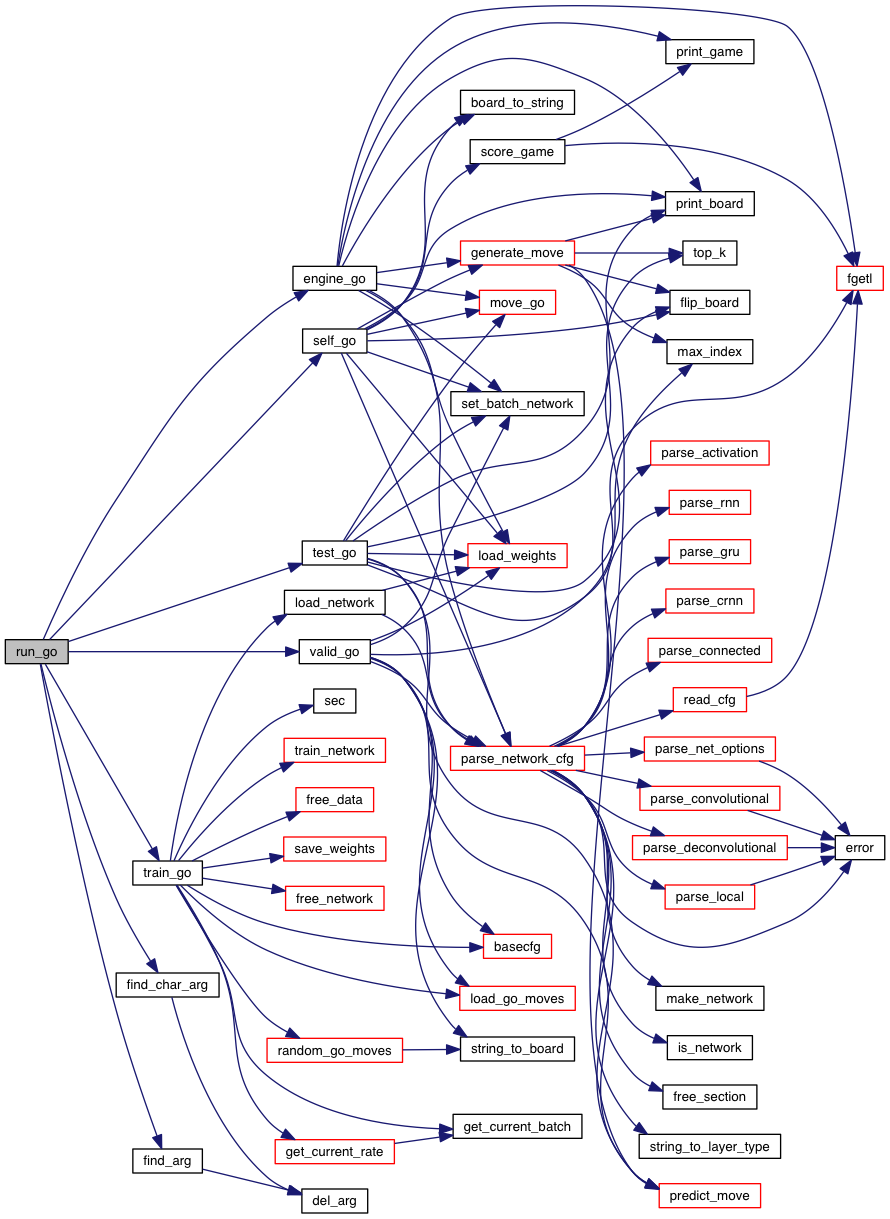 print_game
board_to_string
score_game
print_board
generate_move
top_k
engine_go
fgetl
move_go
flip_board
self_go
max_index
set_batch_network
parse_activation
parse_rnn
test_go
load_weights
parse_gru
load_network
parse_crnn
run_go
valid_go
parse_connected
sec
read_cfg
train_network
parse_network_cfg
parse_net_options
free_data
parse_convolutional
save_weights
parse_deconvolutional
error
train_go
free_network
parse_local
basecfg
find_char_arg
load_go_moves
make_network
random_go_moves
string_to_board
is_network
free_section
get_current_batch
get_current_rate
string_to_layer_type
find_arg
del_arg
predict_move